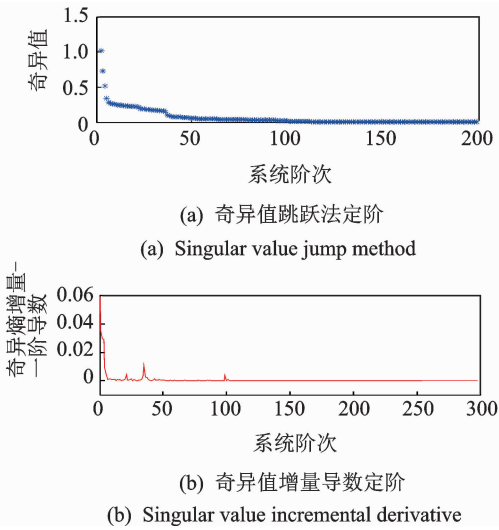 1.5
1.0
0.5
0
奇异值
0 50 100 150 200
系统阶次
(a) 奇异值跳跃法定阶
(a) Singular value jump method
0.06
0.04
0.02
0
奇异熵增量-
一阶导数
0 50 100 150 200 250 300
系统阶次
(b) 奇异值增量导数定阶
(b) Singular value incremental derivative